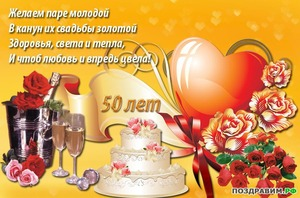 Желаем паре молодой
В канун их свадьбы золотой
Здоровья, света и тепла,
И чтоб любовь и впредь цвела!
50 лет
ПОЗДРАВИМ.РФ